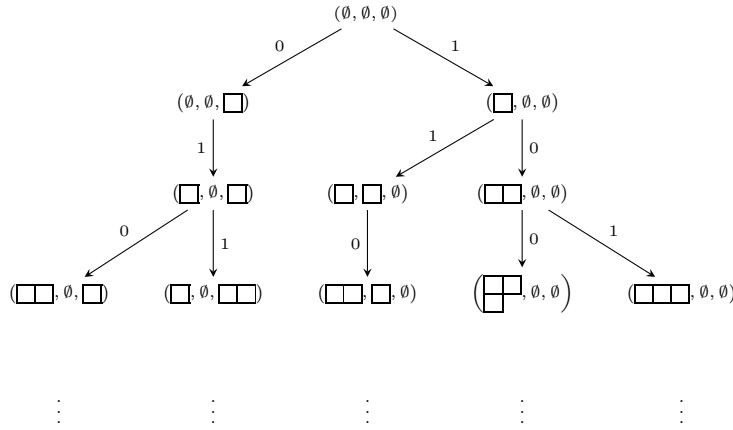 (∅, ∅, ∅)
0 1
(∅, ∅, □) (□, ∅, ∅)
1 1 0
(□, ∅, □) (□, □, ∅) (□□, ∅, ∅)
0 1 0 0 1
(□□, ∅, □) (□, ∅, □□) (□□, □, ∅) ( , ∅, ∅) (□□□, ∅, ∅)
⋮ ⋮ ⋮ ⋮ ⋮